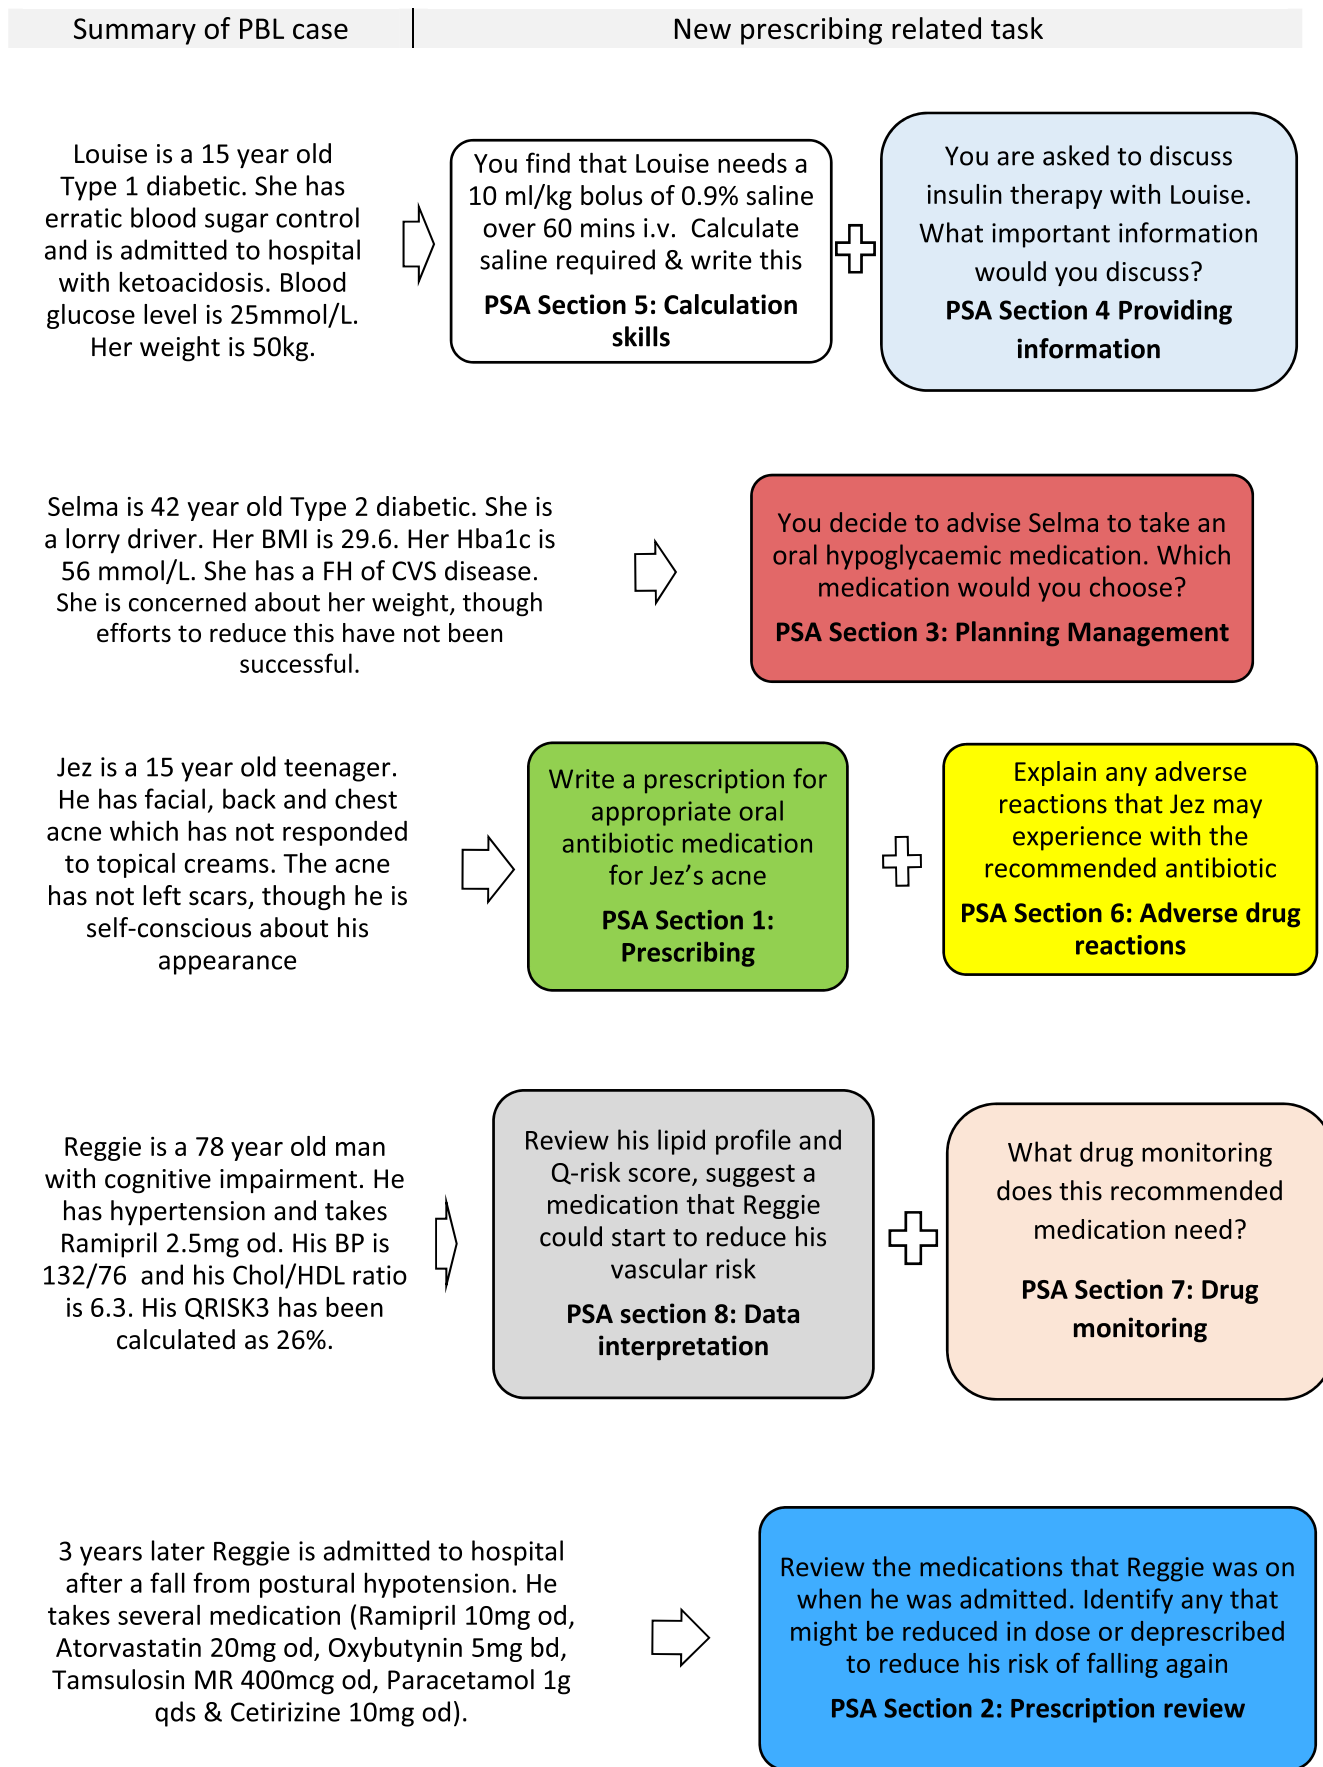 Summary of PBL case
New prescribing related task
Louise is a 15 year old
Type 1 diabetic. She has
erratic blood sugar control
and is admitted to hospital
with ketoacidosis. Blood
glucose level is 25mmol/L.
Her weight is 50kg.
You find that Louise needs a
10 ml/kg bolus of 0.9% saline
over 60 mins i.v.  Calculate
saline required & write this
PSA Section 5: Calculation
skills
You are asked to discuss
insulin therapy with Louise.
What important information
would you discuss?
PSA Section 4 Providing
information
Selma is 42 year old Type 2 diabetic. She is
a lorry driver. Her BMI is 29.6. Her Hba1c is
56 mmol/L. She has a FH of CVS disease.
She is concerned about her weight, though
efforts to reduce this have not been
successful.
You decide to advise Selma to take an
oral hypoglycaemic medication. Which
medication would you choose?
PSA Section 3: Planning Management
Jez is a 15 year old teenager.
He has facial, back and chest
acne which has not responded
to topical creams. The acne
has not left scars, though he is
self-conscious about his
appearance
Write a prescription for
appropriate oral
antibiotic medication
for Jez’s acne
PSA Section 1:
Prescribing
Explain any adverse
reactions that Jez may
experience with the
recommended antibiotic
PSA Section 6: Adverse drug
reactions
Reggie is a 78 year old man
with cognitive impairment. He
has hypertension and takes
Ramipril 2.5mg od. His BP is
132/76  and his Chol/HDL ratio
is 6.3. His QRISK3 has been
calculated as 26%.
Review his lipid profile and
Q-risk score, suggest a
medication that Reggie
could start to reduce his
vascular risk
PSA section 8: Data
interpretation
What drug monitoring
does this recommended
medication need?
PSA Section 7: Drug
monitoring
3 years later Reggie is admitted to hospital
after a fall from postural hypotension. He
takes several medication (Ramipril 10mg od,
Atorvastatin 20mg od, Oxybutynin 5mg bd,
Tamsulosin MR 400mcg od, Paracetamol 1g
qds & Cetirizine 10mg od).
Review the medications that Reggie was on
when he was admitted. Identify any that
might be reduced in dose or deprescribed
to reduce his risk of falling again
PSA Section 2: Prescription review